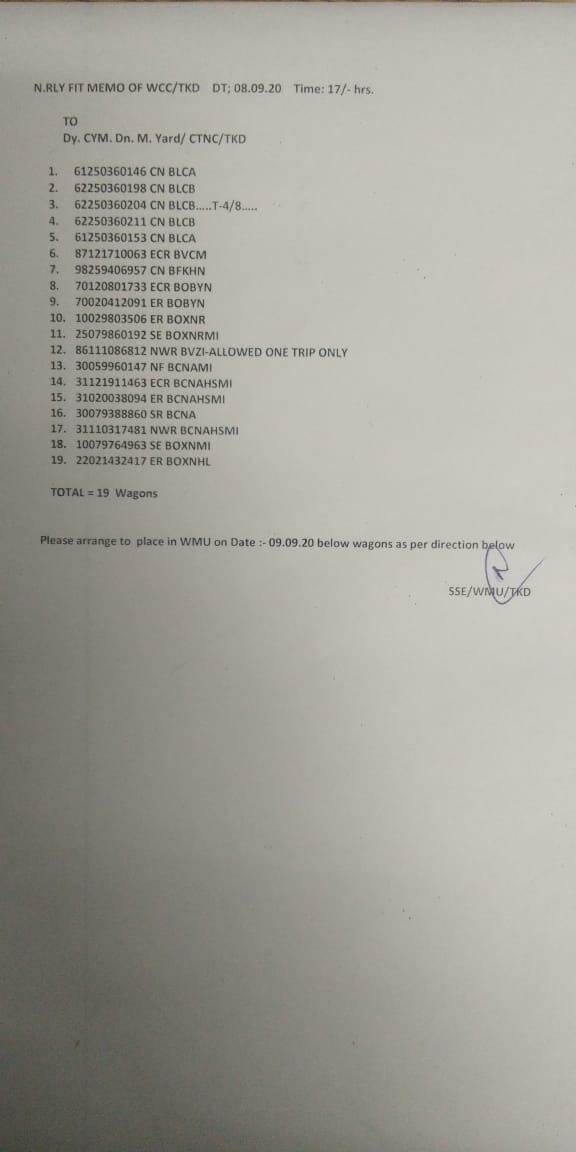 N.RLY FIT MEMO OF WCC/TKD DT; 08.09.20 Time: 17/- hrs.
TO
Dy. CYM. Dn. M. Yard/ CTNC/TKD
1. 61250360146 CN BLCA
2. 62250360198 CN BLCB
3. 62250360204 CN BLCB.....T-4/8.....
4. 62250360211 CN BLCB
5. 61250360153 CN BLCA
6. 87121710063 ECR BVCM
7. 98259406957 CN BFKHN
8. 70120801733 ECR BOBYN
9. 70020412091 ER BOBYN
10. 10029803506 ER BOXNR
11. 25079860192 SE BOXNRMI
12. 86111086812 NWR BVZI-ALLOWED ONE TRIP ONLY
13. 30059960147 NF BCNAMI
14. 31121911463 ECR BCNAHSMI
15. 31020038094 ER BCNAHSMI
16. 30079388860 SR BCNA
17. 31110317481 NWR BCNAHSMI
18. 10079764963 SE BOXNMI
19. 22021432417 ER BOXNHL
TOTAL = 19 Wagons
Please arrange to place in WMU on Date :- 09.09.20 below wagons as per direction below
SSE/WMU/TKD